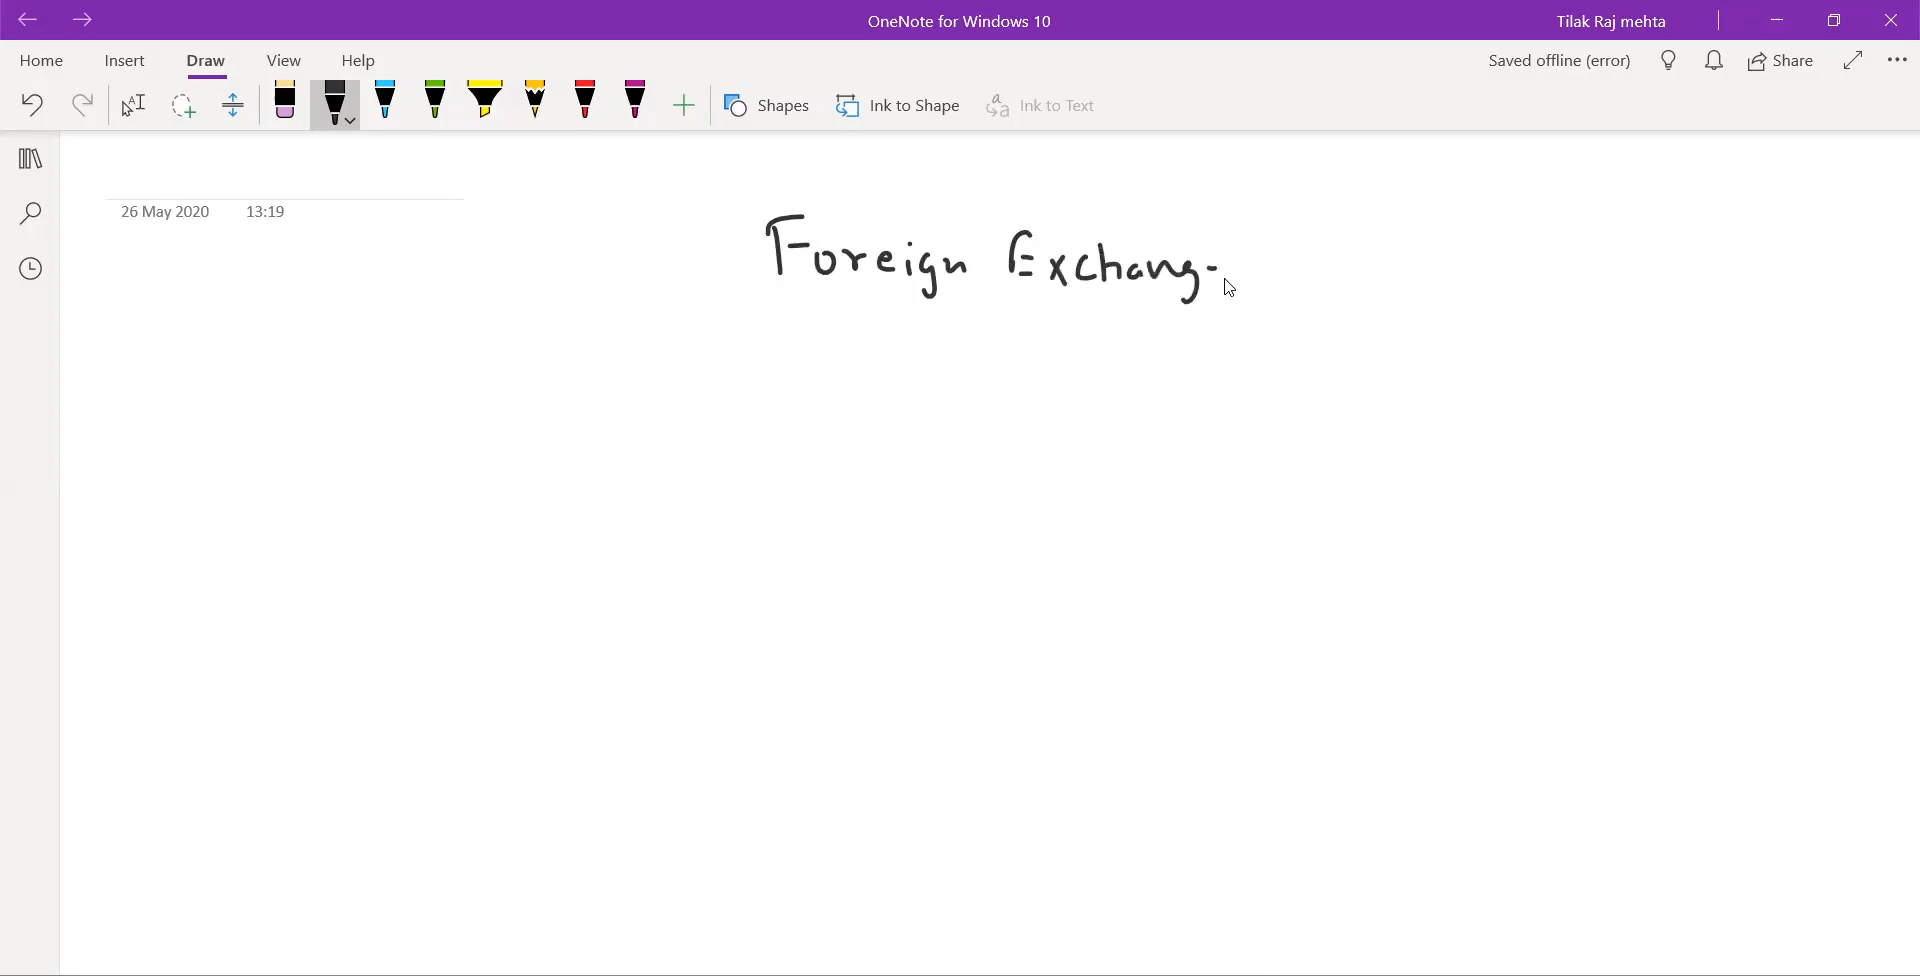 OneNote for Windows 10 Tilak Raj mehta
Home Insert Draw View Help Saved offline (error) Share
Shapes Ink to Shape Ink to Text
26 May 2020 13:19
Foreign Exchang-